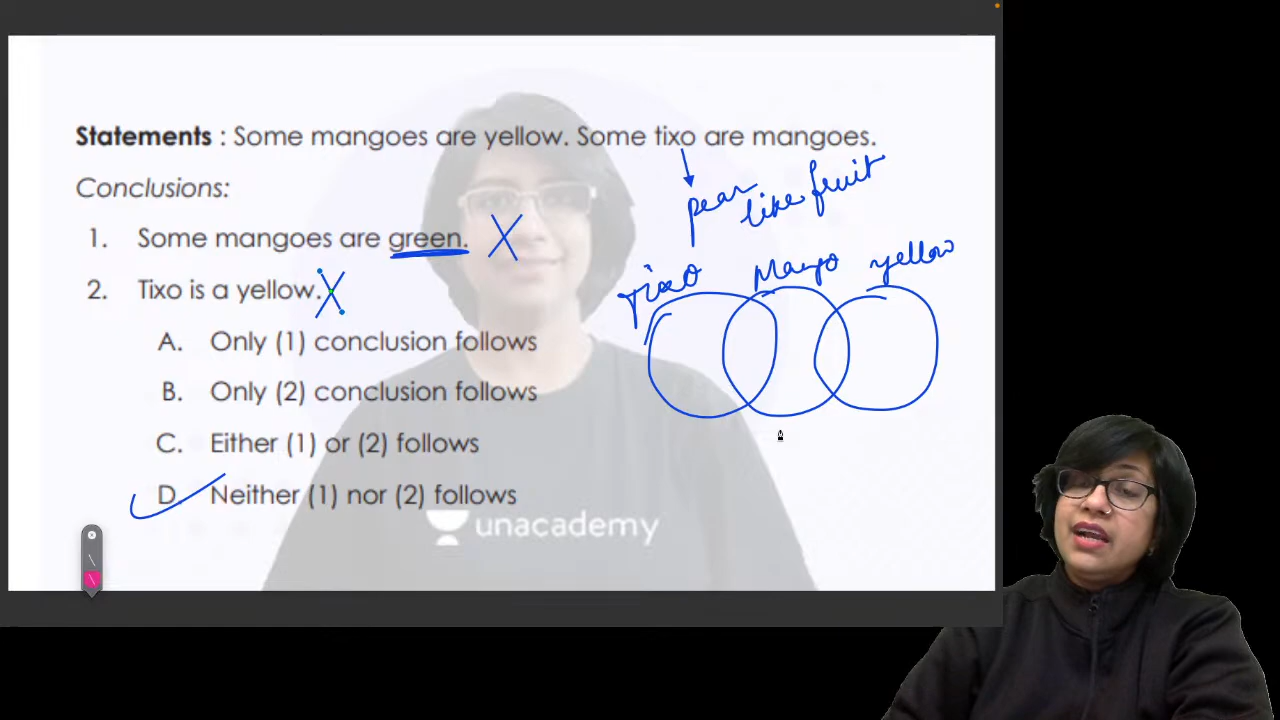 Statements : Some mangoes are yellow. Some tixo are mangoes.
pear like fruit
Conclusions:
1. Some mangoes are green. X
Tixo Mango yellow
2. Tixo is a yellow. X
A. Only (1) conclusion follows
B. Only (2) conclusion follows
C. Either (1) or (2) follows
D. Neither (1) nor (2) follows
unacademy